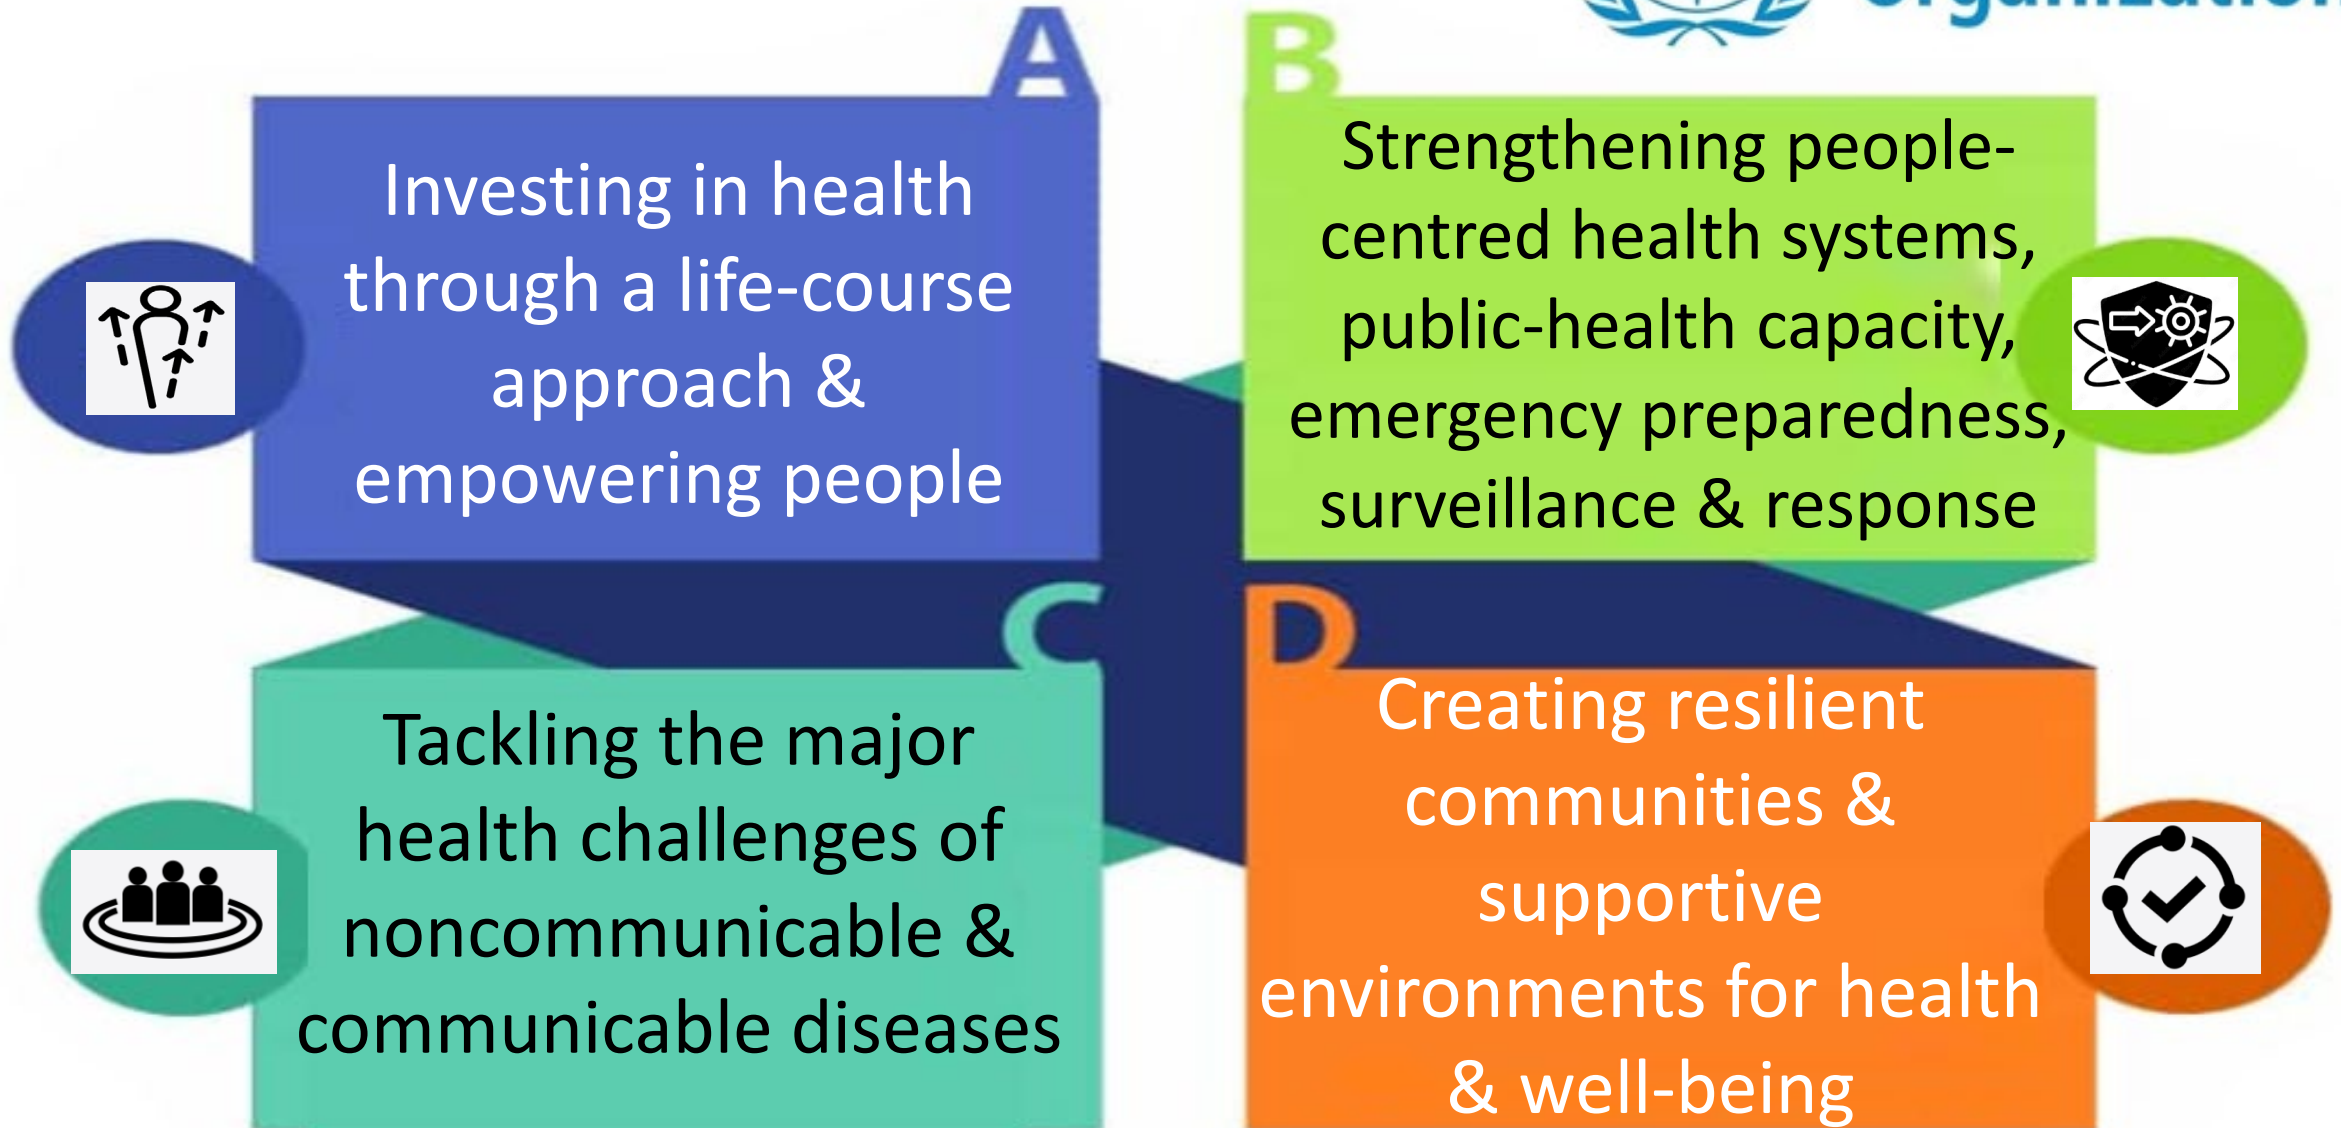 A
Investing in health
through a life-course
approach &
empowering people
B
Strengthening people-
centred health systems,
public-health capacity,
emergency preparedness,
surveillance & response
C
Tackling the major
health challenges of
noncommunicable &
communicable diseases
D
Creating resilient
communities &
supportive
environments for health
& well-being